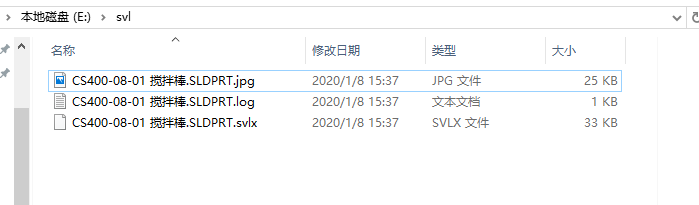 本地磁盘 (E:) › svl
名称 修改日期 类型 大小
CS400-08-01 搅拌棒.SLDPRT.jpg 2020/1/8 15:37 JPG 文件 25 KB
CS400-08-01 搅拌棒.SLDPRT.log 2020/1/8 15:37 文本文档 1 KB
CS400-08-01 搅拌棒.SLDPRT.svlx 2020/1/8 15:37 SVLX 文件 33 KB